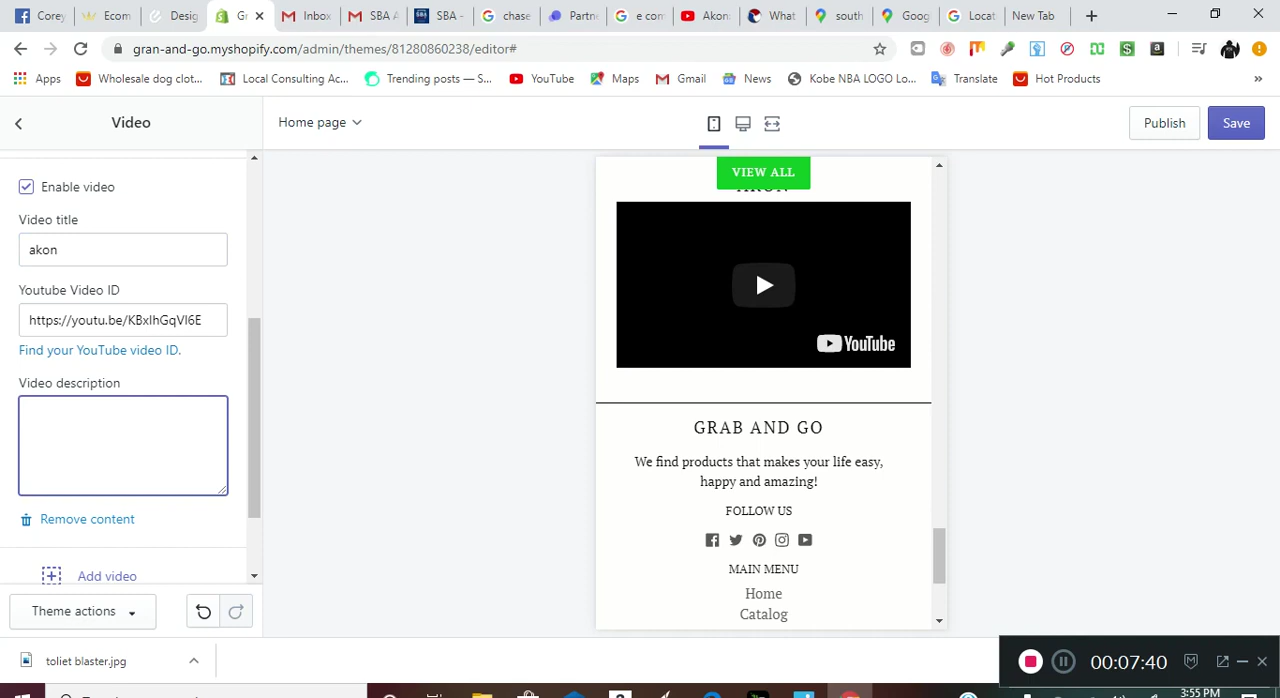 Corey
Ecom
Desig
Gr
Inbox
SBA A
SBA -
chase
Partne
e com
Akon:
What
south
Goog
Locat
New Tab
gran-and-go.myshopify.com/admin/themes/81280860238/editor#
Apps
Wholesale dog clot...
Local Consulting Ac...
Trending posts — S...
YouTube
Maps
Gmail
News
Kobe NBA LOGO Lo...
Translate
Hot Products
»
Video
Home page
Publish
Save
Enable video
Video title
akon
Youtube Video ID
https://youtu.be/KBxIhGqVI6E
Find your YouTube video ID.
Video description
Remove content
Add video
Theme actions
VIEW ALL
AKON
YouTube
GRAB AND GO
We find products that makes your life easy,
happy and amazing!
FOLLOW US
MAIN MENU
Home
Catalog
toliet blaster.jpg
00:07:40
3:55 PM